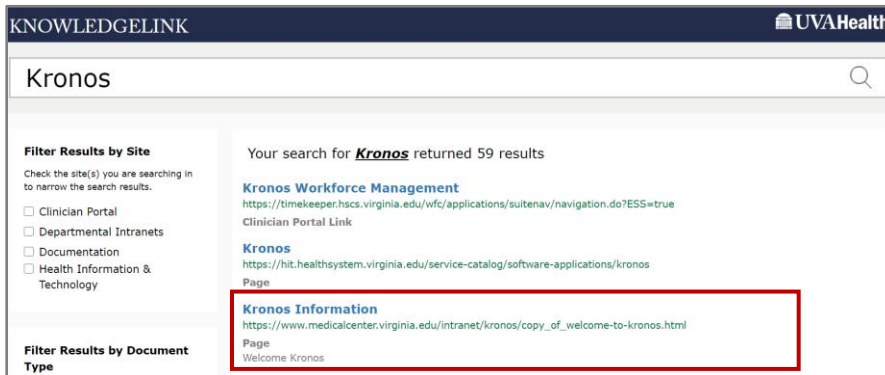 KNOWLEDGELINK
UVAHealth
Kronos
Filter Results by Site
Check the site(s) you are searching in
to narrow the search results.
Clinician Portal
Departmental Intranets
Documentation
Health Information &
Technology
Filter Results by Document
Type
Your search for Kronos returned 59 results
Kronos Workforce Management
https://timekeeper.hscs.virginia.edu/wfc/applications/suitenav/navigation.do?ESS=true
Clinician Portal Link
Kronos
https://hit.healthsystem.virginia.edu/service-catalog/software-applications/kronos
Page
Kronos Information
https://www.medicalcenter.virginia.edu/intranet/kronos/copy_of_welcome-to-kronos.html
Page
Welcome Kronos